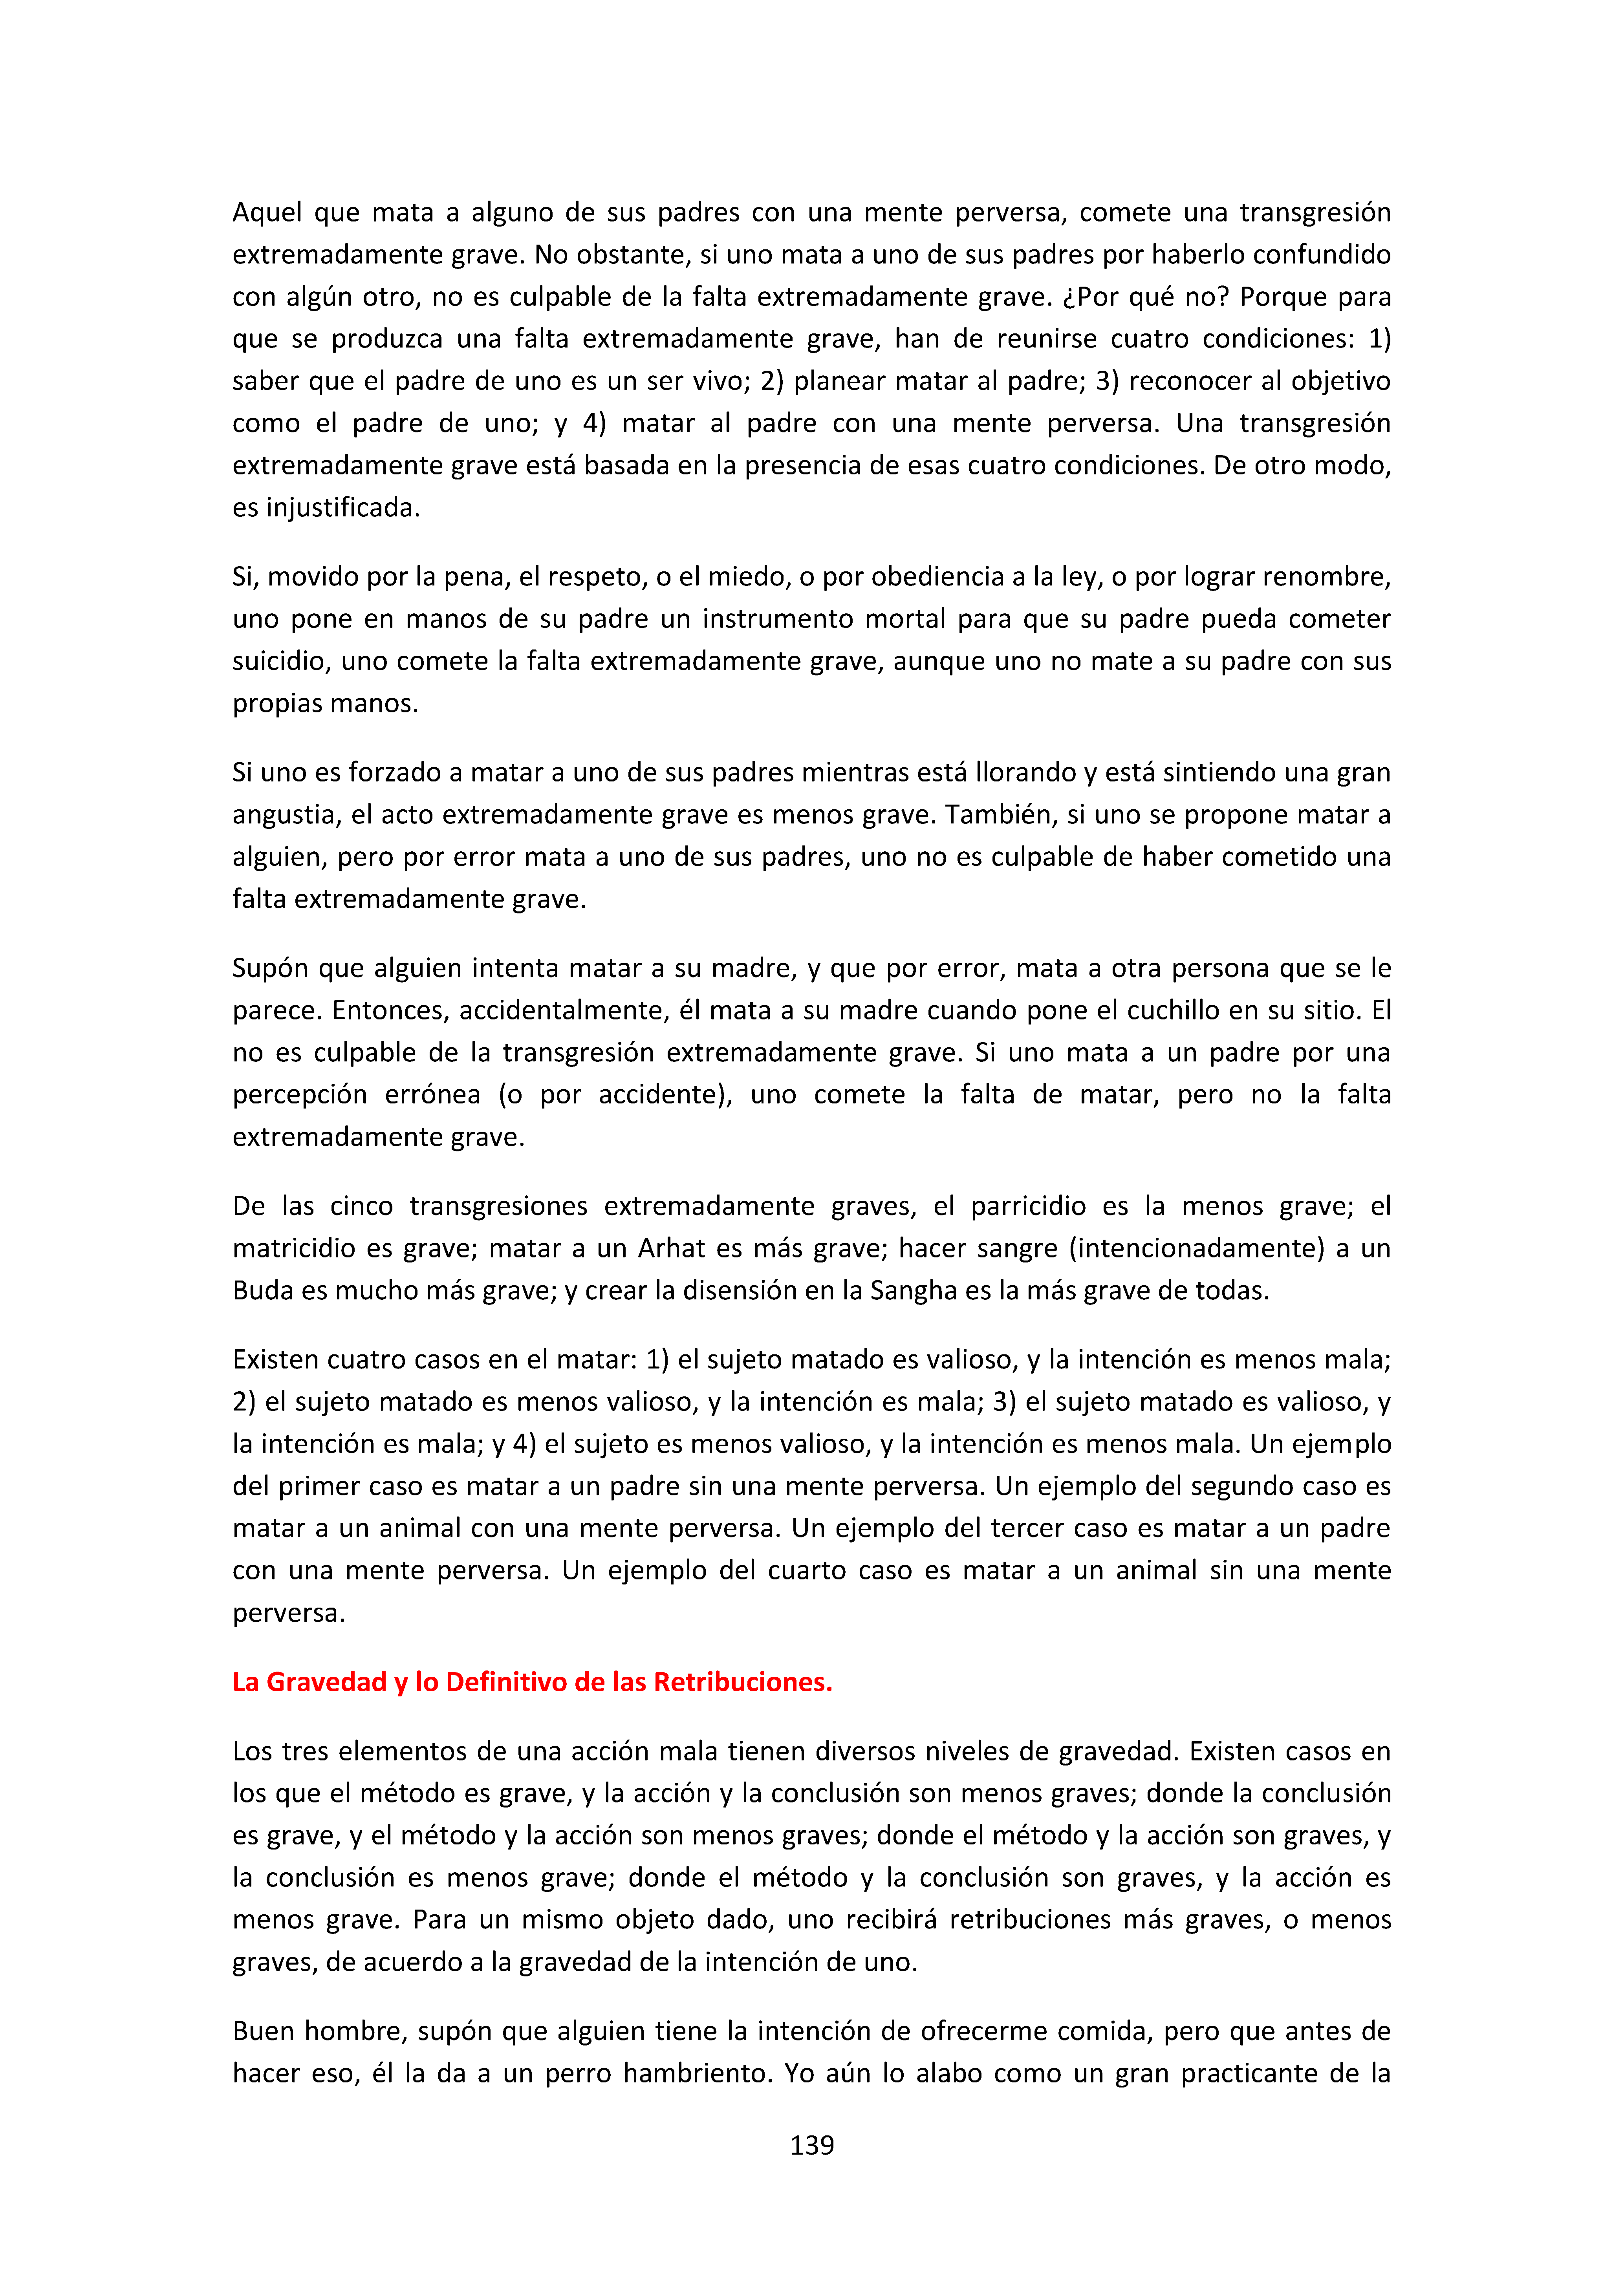 Aquel que mata a alguno de sus padres con una mente perversa, comete una transgresión
extremadamente grave. No obstante, si uno mata a uno de sus padres por haberlo confundido
con algún otro, no es culpable de la falta extremadamente grave. ¿Por qué no? Porque para
que se produzca una falta extremadamente grave, han de reunirse cuatro condiciones: 1)
saber que el padre de uno es un ser vivo; 2) planear matar al padre; 3) reconocer al objetivo
como el padre de uno; y 4) matar al padre con una mente perversa. Una transgresión
extremadamente grave está basada en la presencia de esas cuatro condiciones. De otro modo,
es injustificada.
Si, movido por la pena, el respeto, o el miedo, o por obediencia a la ley, o por lograr renombre,
uno pone en manos de su padre un instrumento mortal para que su padre pueda cometer
suicidio, uno comete la falta extremadamente grave, aunque uno no mate a su padre con sus
propias manos.
Si uno es forzado a matar a uno de sus padres mientras está llorando y está sintiendo una gran
angustia, el acto extremadamente grave es menos grave. También, si uno se propone matar a
alguien, pero por error mata a uno de sus padres, uno no es culpable de haber cometido una
falta extremadamente grave.
Supón que alguien intenta matar a su madre, y que por error, mata a otra persona que se le
parece. Entonces, accidentalmente, él mata a su madre cuando pone el cuchillo en su sitio. El
no es culpable de la transgresión extremadamente grave. Si uno mata a un padre por una
percepción errónea (o por accidente), uno comete la falta de matar, pero no la falta
extremadamente grave.
De las cinco transgresiones extremadamente graves, el parricidio es la menos grave; el
matricidio es grave; matar a un Arhat es más grave; hacer sangre (intencionadamente) a un
Buda es mucho más grave; y crear la disensión en la Sangha es la más grave de todas.
Existen cuatro casos en el matar: 1) el sujeto matado es valioso, y la intención es menos mala;
2) el sujeto matado es menos valioso, y la intención es mala; 3) el sujeto matado es valioso, y
la intención es mala; y 4) el sujeto es menos valioso, y la intención es menos mala. Un ejemplo
del primer caso es matar a un padre sin una mente perversa. Un ejemplo del segundo caso es
matar a un animal con una mente perversa. Un ejemplo del tercer caso es matar a un padre
con una mente perversa. Un ejemplo del cuarto caso es matar a un animal sin una mente
perversa.
La Gravedad y lo Definitivo de las Retribuciones.
Los tres elementos de una acción mala tienen diversos niveles de gravedad. Existen casos en
los que el método es grave, y la acción y la conclusión son menos graves; donde la conclusión
es grave, y el método y la acción son menos graves; donde el método y la acción son graves, y
la conclusión es menos grave; donde el método y la conclusión son graves, y la acción es
menos grave. Para un mismo objeto dado, uno recibirá retribuciones más graves, o menos
graves, de acuerdo a la gravedad de la intención de uno.
Buen hombre, supón que alguien tiene la intención de ofrecerme comida, pero que antes de
hacer eso, él la da a un perro hambriento. Yo aún lo alabo como un gran practicante de la
139